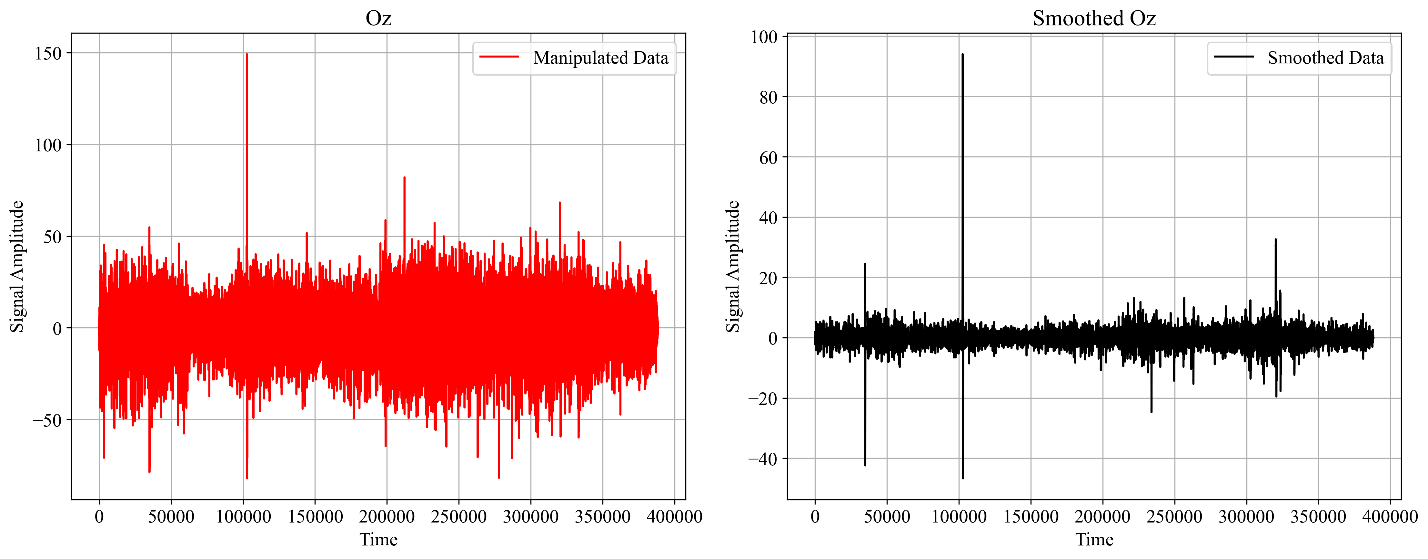 Oz
Manipulated Data
150
100
50
0
−50
Signal Amplitude
0 50000 100000 150000 200000 250000 300000 350000 400000
Time
Smoothed Oz
Smoothed Data
100
80
60
40
20
0
−20
−40
Signal Amplitude
0 50000 100000 150000 200000 250000 300000 350000 400000
Time